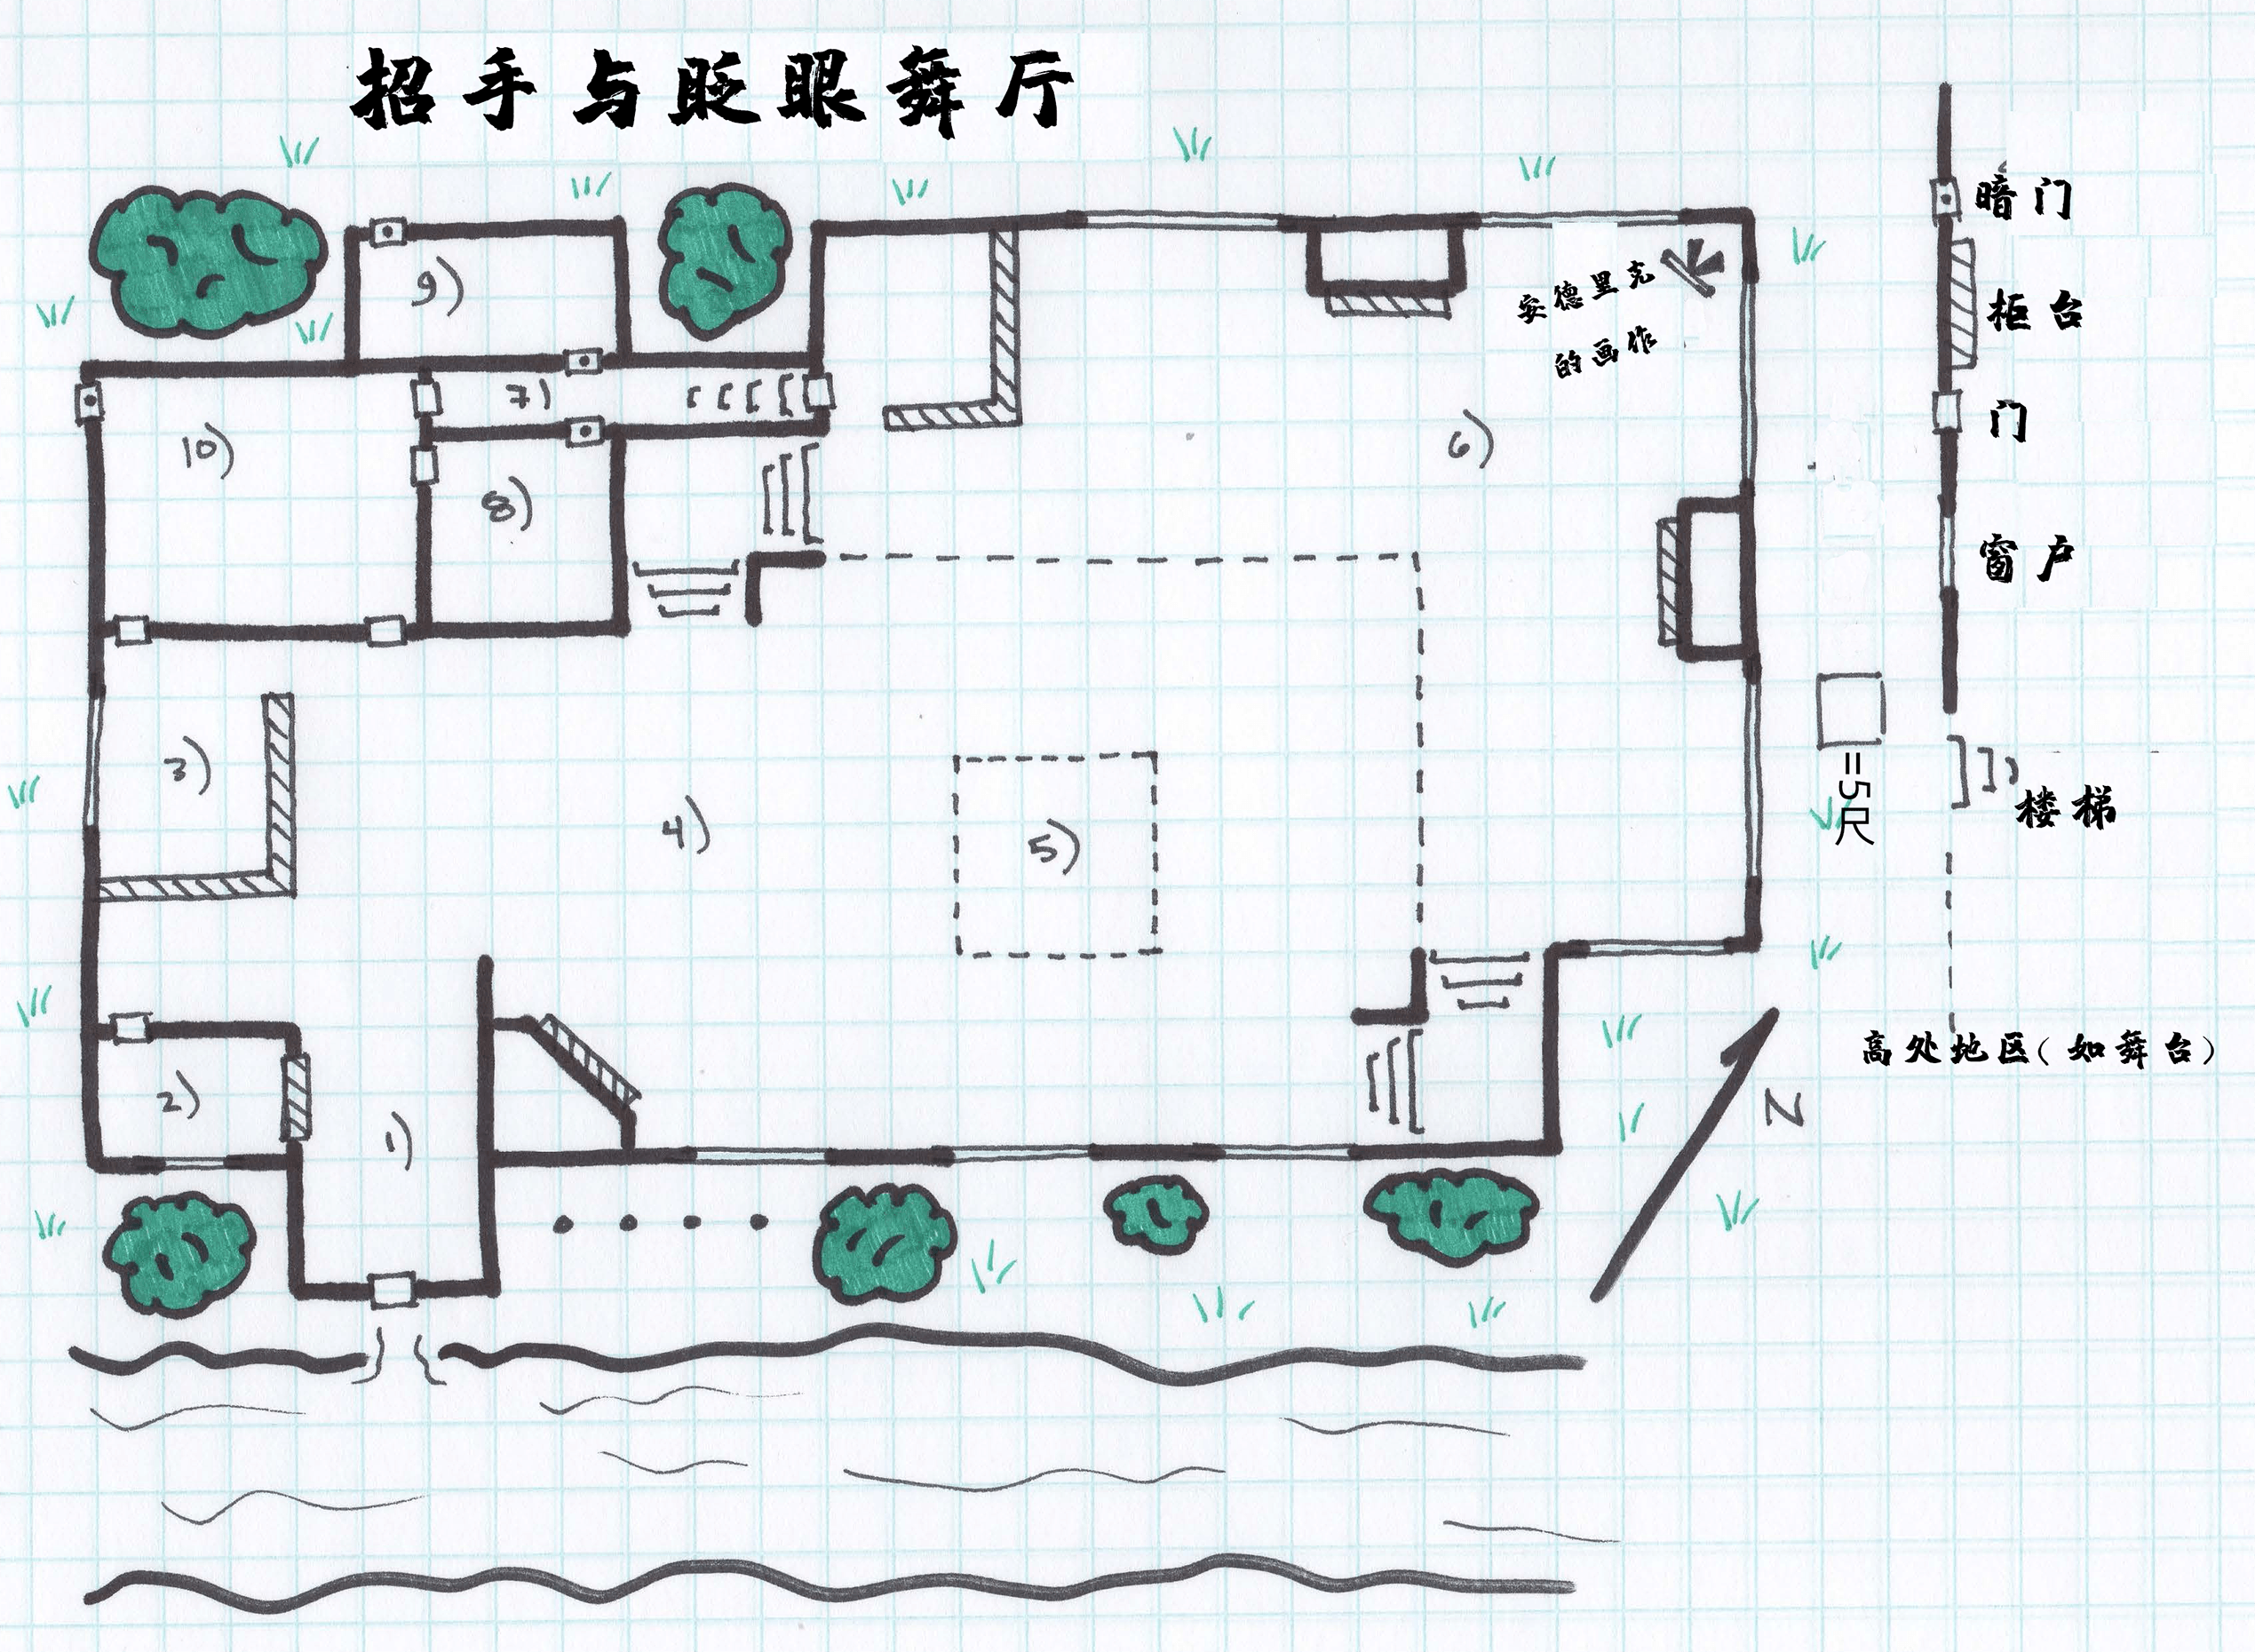 招手与眨眼舞厅
暗门
9)
安德里克
的画作
柜台
7)
门
10)
6)
8)
窗户
3)
4)
5)
=5尺
楼梯
高处地区(如舞台)
2)
1)
N